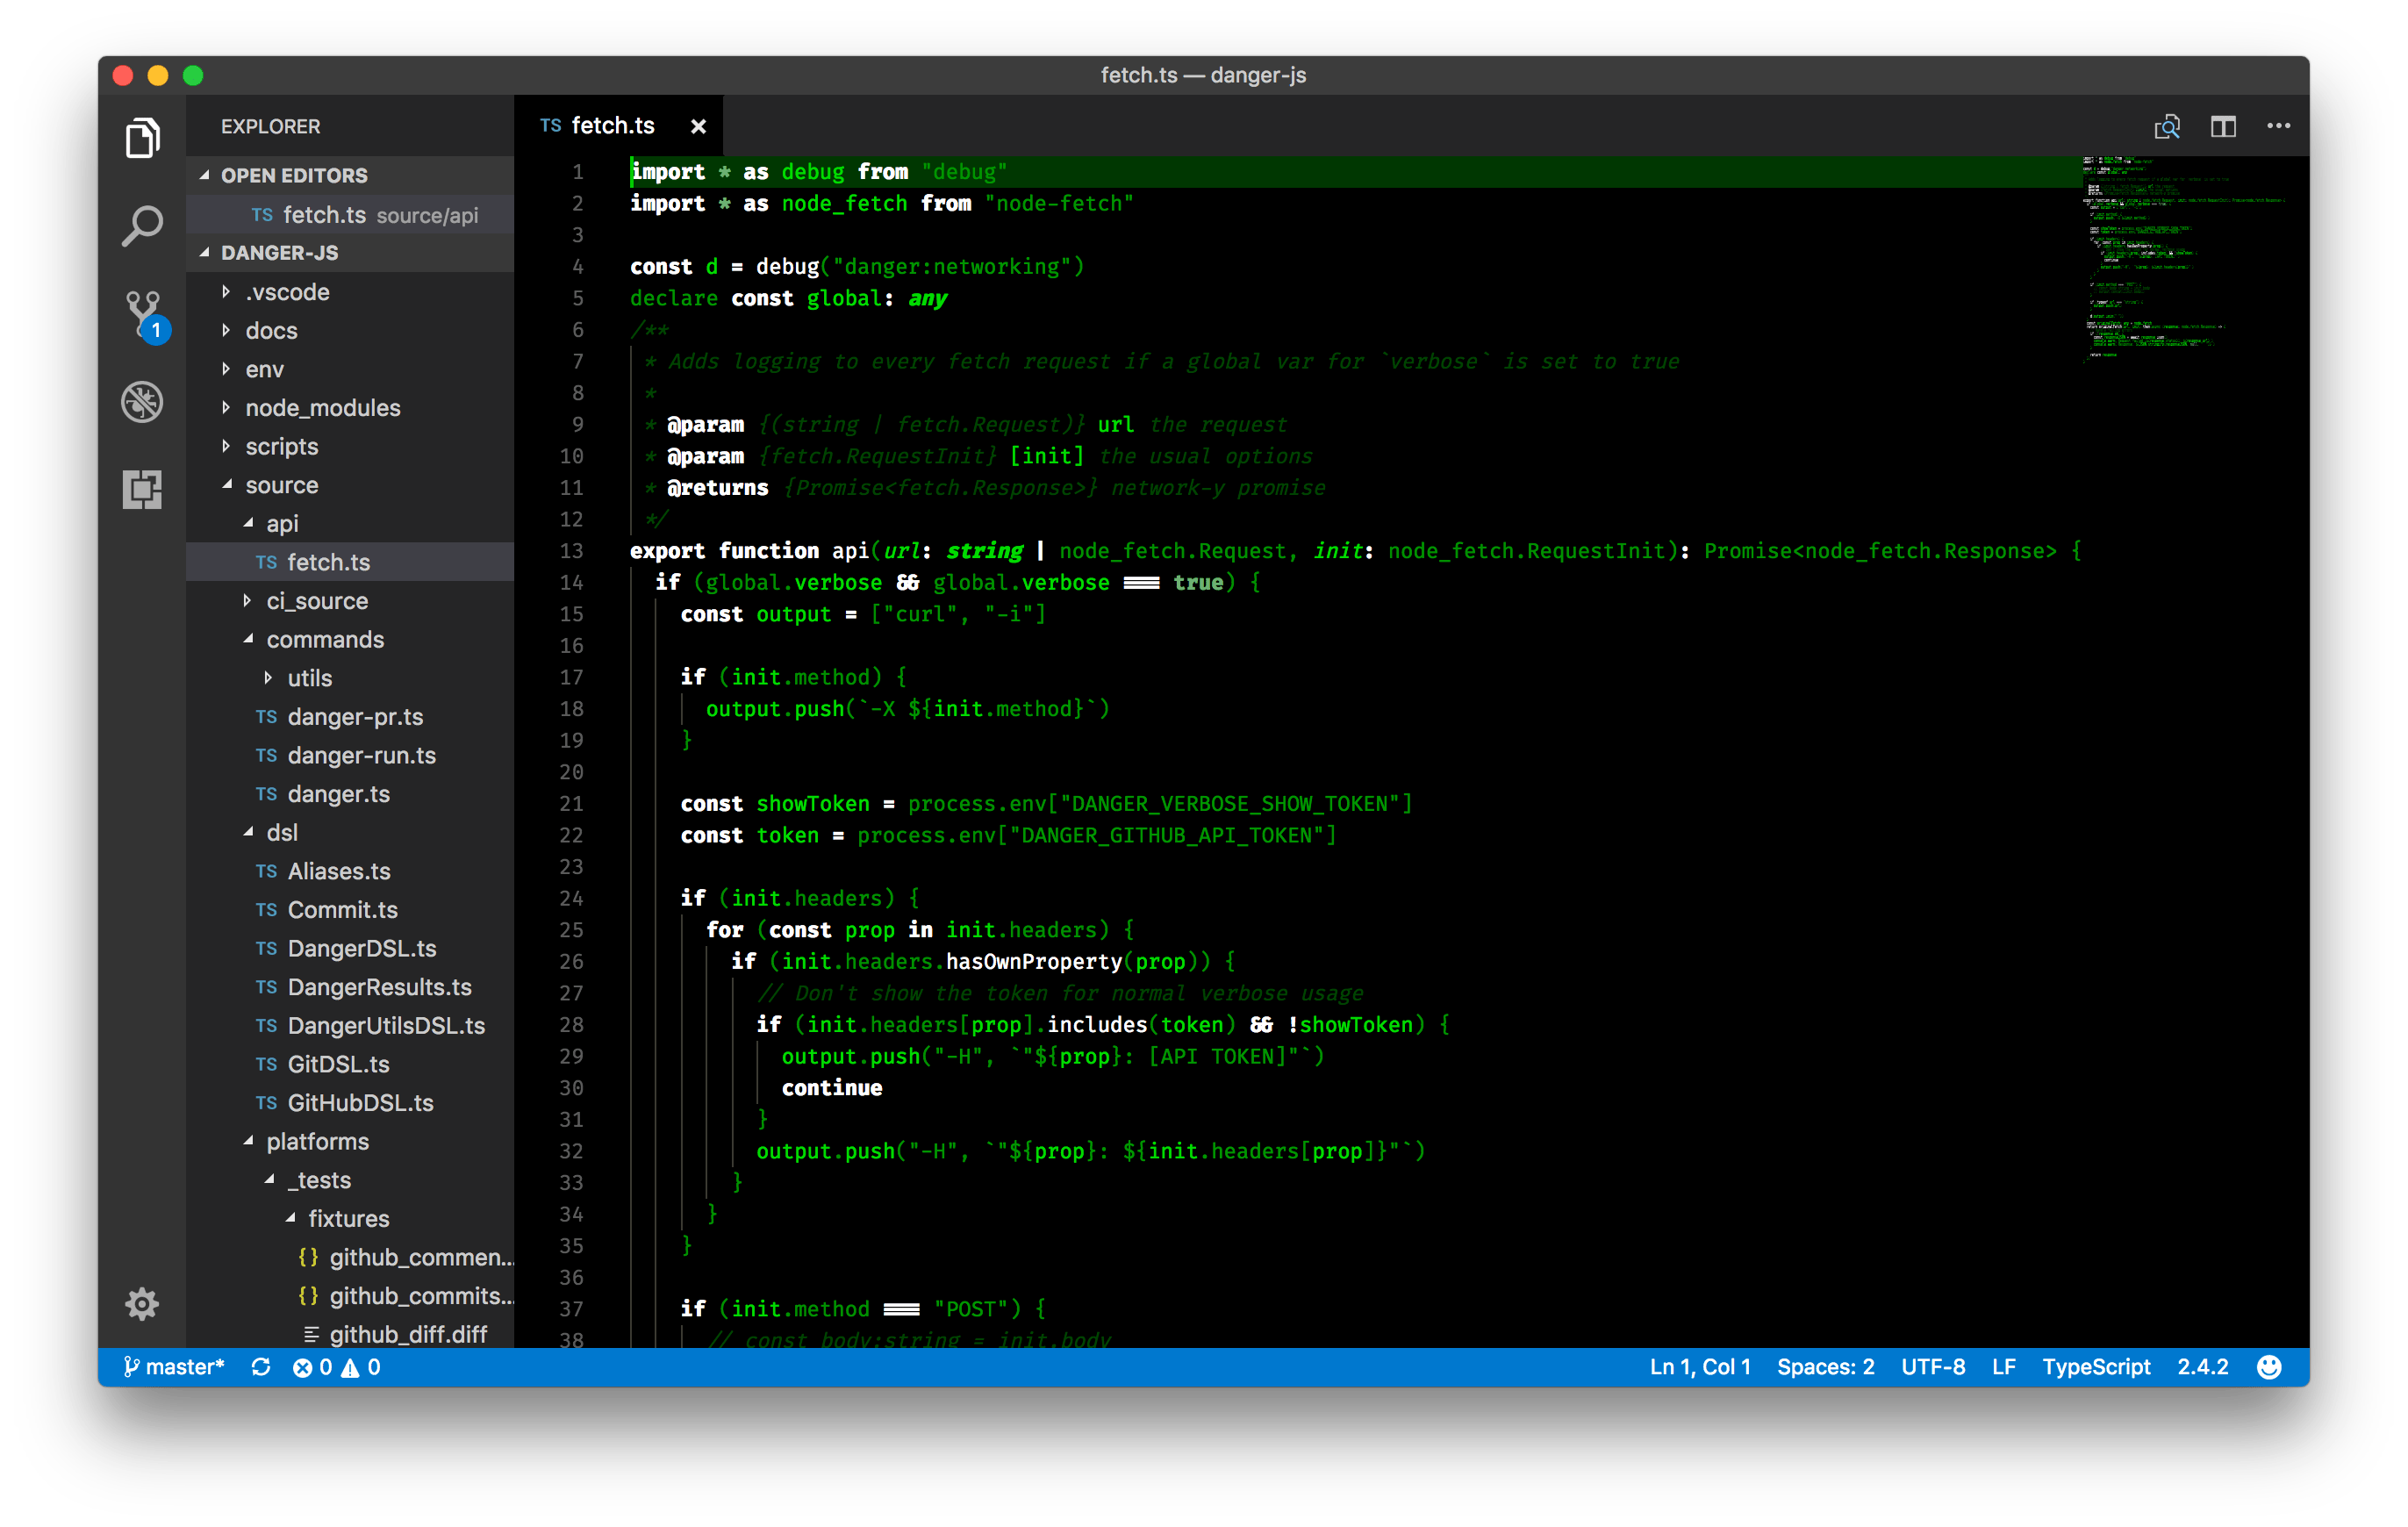 fetch.ts — danger-js
EXPLORER
OPEN EDITORS
TS fetch.ts source/api
DANGER-JS
.vscode
docs
env
node_modules
scripts
source
api
TS fetch.ts
ci_source
commands
utils
TS danger-pr.ts
TS danger-run.ts
TS danger.ts
dsl
TS Aliases.ts
TS Commit.ts
TS DangerDSL.ts
TS DangerResults.ts
TS DangerUtilsDSL.ts
TS GitDSL.ts
TS GitHubDSL.ts
platforms
_tests
fixtures
{} github_commen...
{} github_commits...
github_diff.diff
1
TS fetch.ts ×
1 import * as debug from "debug"
2 import * as node_fetch from "node-fetch"
3
4 const d = debug("danger:networking")
5 declare const global: any
6 /**
7 * Adds logging to every fetch request if a global var for `verbose` is set to true
8 *
9 * @param {(string | fetch.Request)} url the request
10 * @param {fetch.RequestInit} [init] the usual options
11 * @returns {Promise<fetch.Response>} network-y promise
12 */
13 export function api(url: string | node_fetch.Request, init: node_fetch.RequestInit): Promise<node_fetch.Response> {
14 if (global.verbose && global.verbose === true) {
15 const output = ["curl", "-i"]
16
17 if (init.method) {
18 output.push(`-X ${init.method}`)
19 }
20
21 const showToken = process.env["DANGER_VERBOSE_SHOW_TOKEN"]
22 const token = process.env["DANGER_GITHUB_API_TOKEN"]
23
24 if (init.headers) {
25 for (const prop in init.headers) {
26 if (init.headers.hasOwnProperty(prop)) {
27 // Don't show the token for normal verbose usage
28 if (init.headers[prop].includes(token) && !showToken) {
29 output.push("-H", `"${prop}: [API TOKEN]"`)
30 continue
31 }
32 output.push("-H", `"${prop}: ${init.headers[prop]}"`)
33 }
34 }
35 }
36
37 if (init.method === "POST") {
38 // const body:string = init.body
master* 0 0
Ln 1, Col 1 Spaces: 2 UTF-8 LF TypeScript 2.4.2